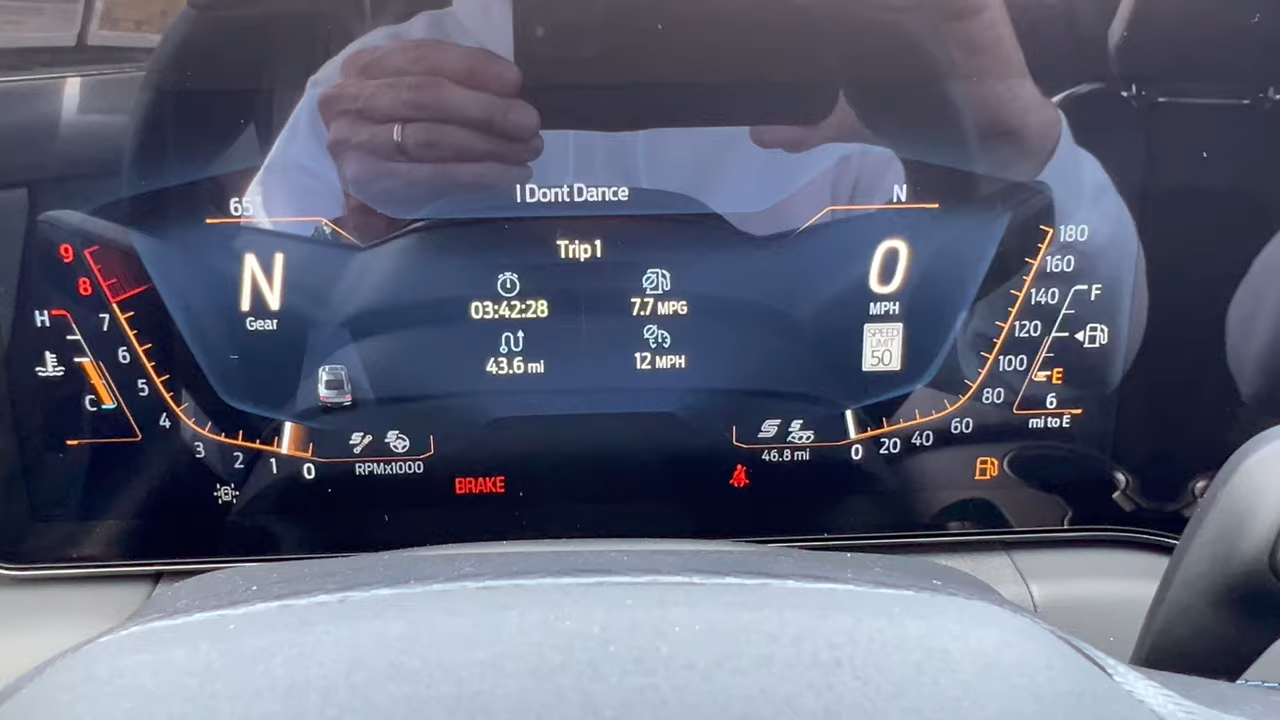 I Dont Dance
65
N
Trip 1
N
Gear
03:42:28
7.7 MPG
43.6 mi
12 MPH
0
MPH
SPEED
LIMIT
50
9
8
7
6
5
4
3
2
1
0
H
C
RPMx1000
BRAKE
S
46.8 mi
0
20
40
60
80
100
120
140
160
180
F
E
6
mi to E